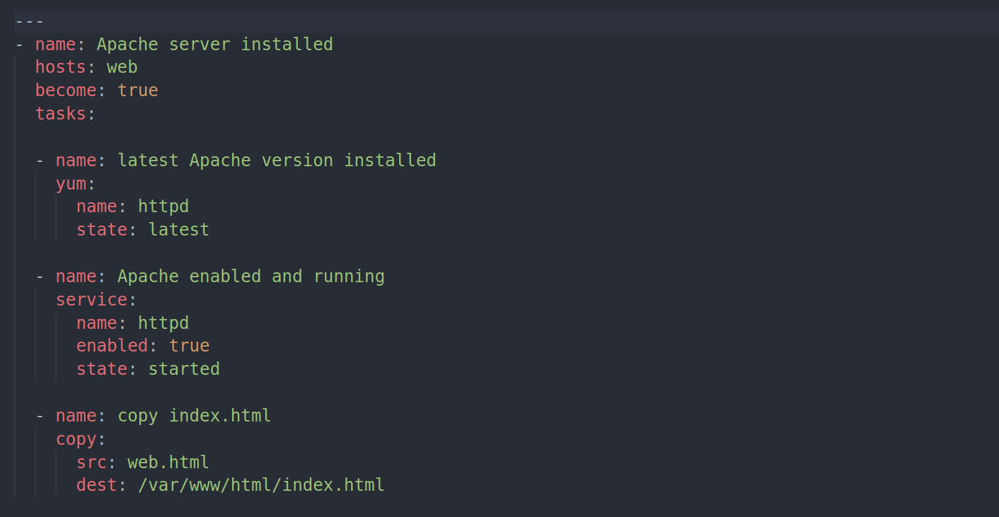 ---
- name: Apache server installed
  hosts: web
  become: true
  tasks:

  - name: latest Apache version installed
    yum:
      name: httpd
      state: latest

  - name: Apache enabled and running
    service:
      name: httpd
      enabled: true
      state: started

  - name: copy index.html
    copy:
      src: web.html
      dest: /var/www/html/index.html